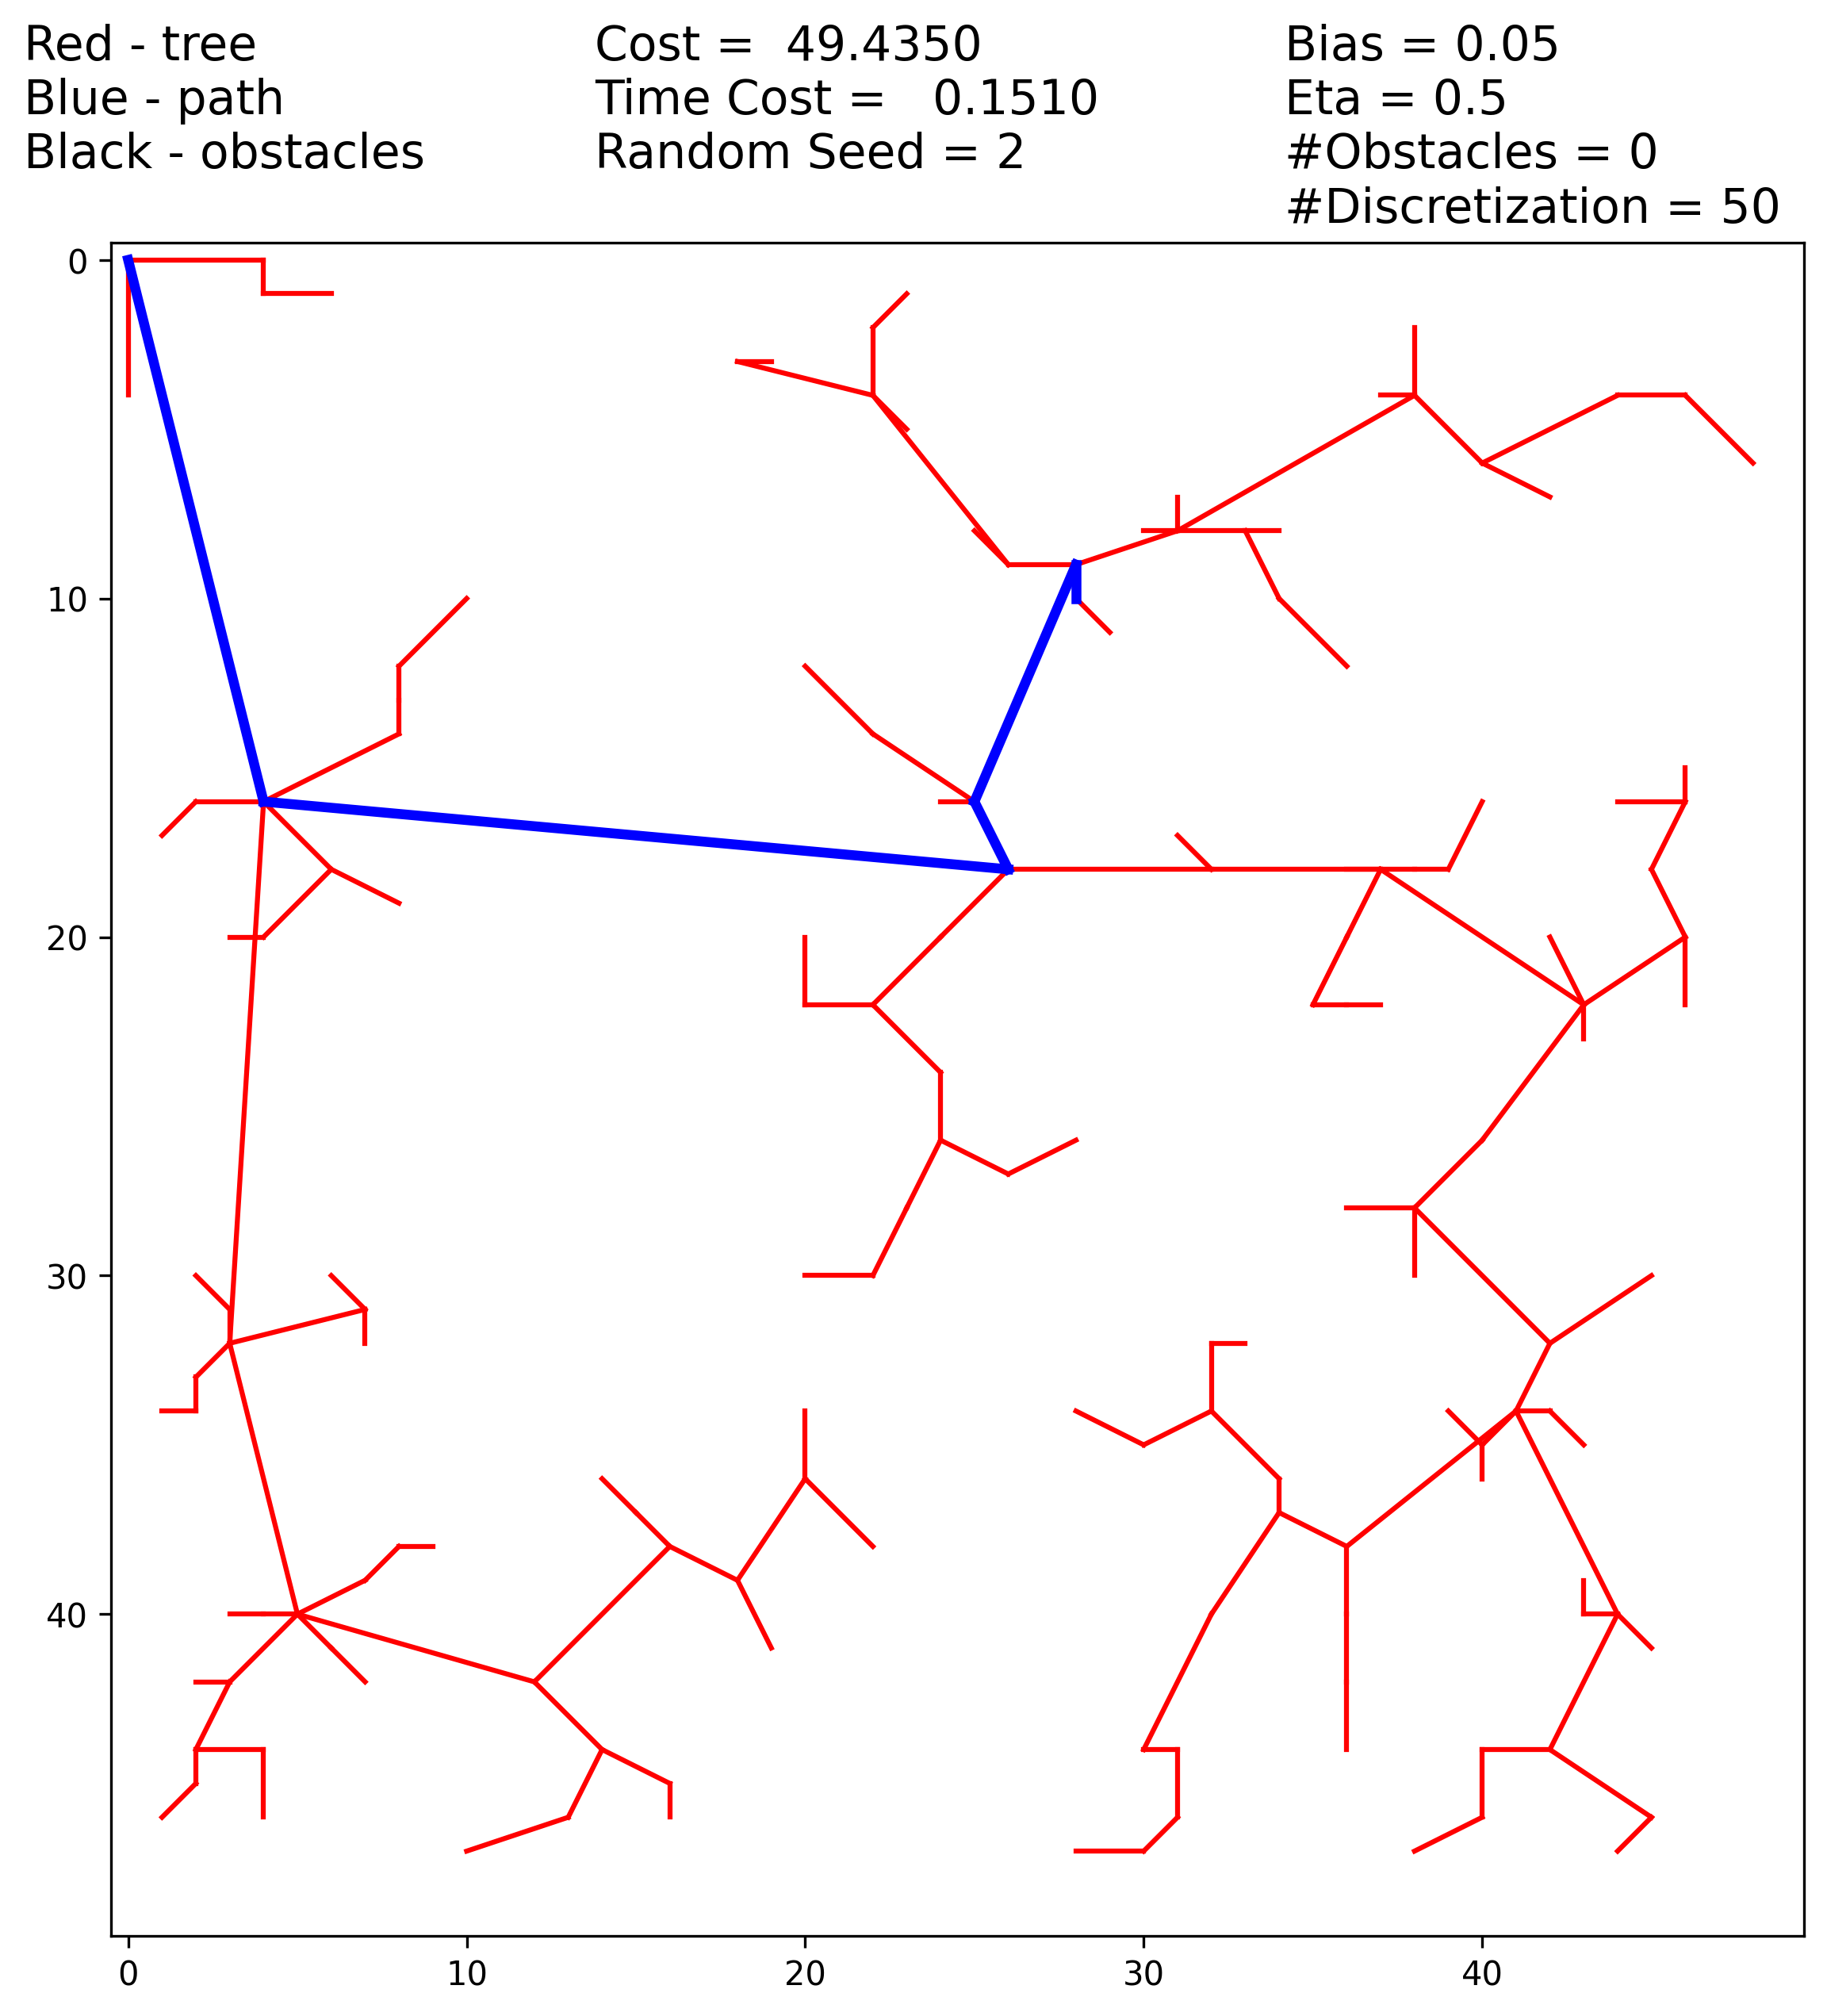 Red - tree
Blue - path
Black - obstacles
Cost =  49.4350
Time Cost =   0.1510
Random Seed = 2
Bias = 0.05
Eta = 0.5
#Obstacles = 0
#Discretization = 50
0
10
20
30
40
0 10 20 30 40